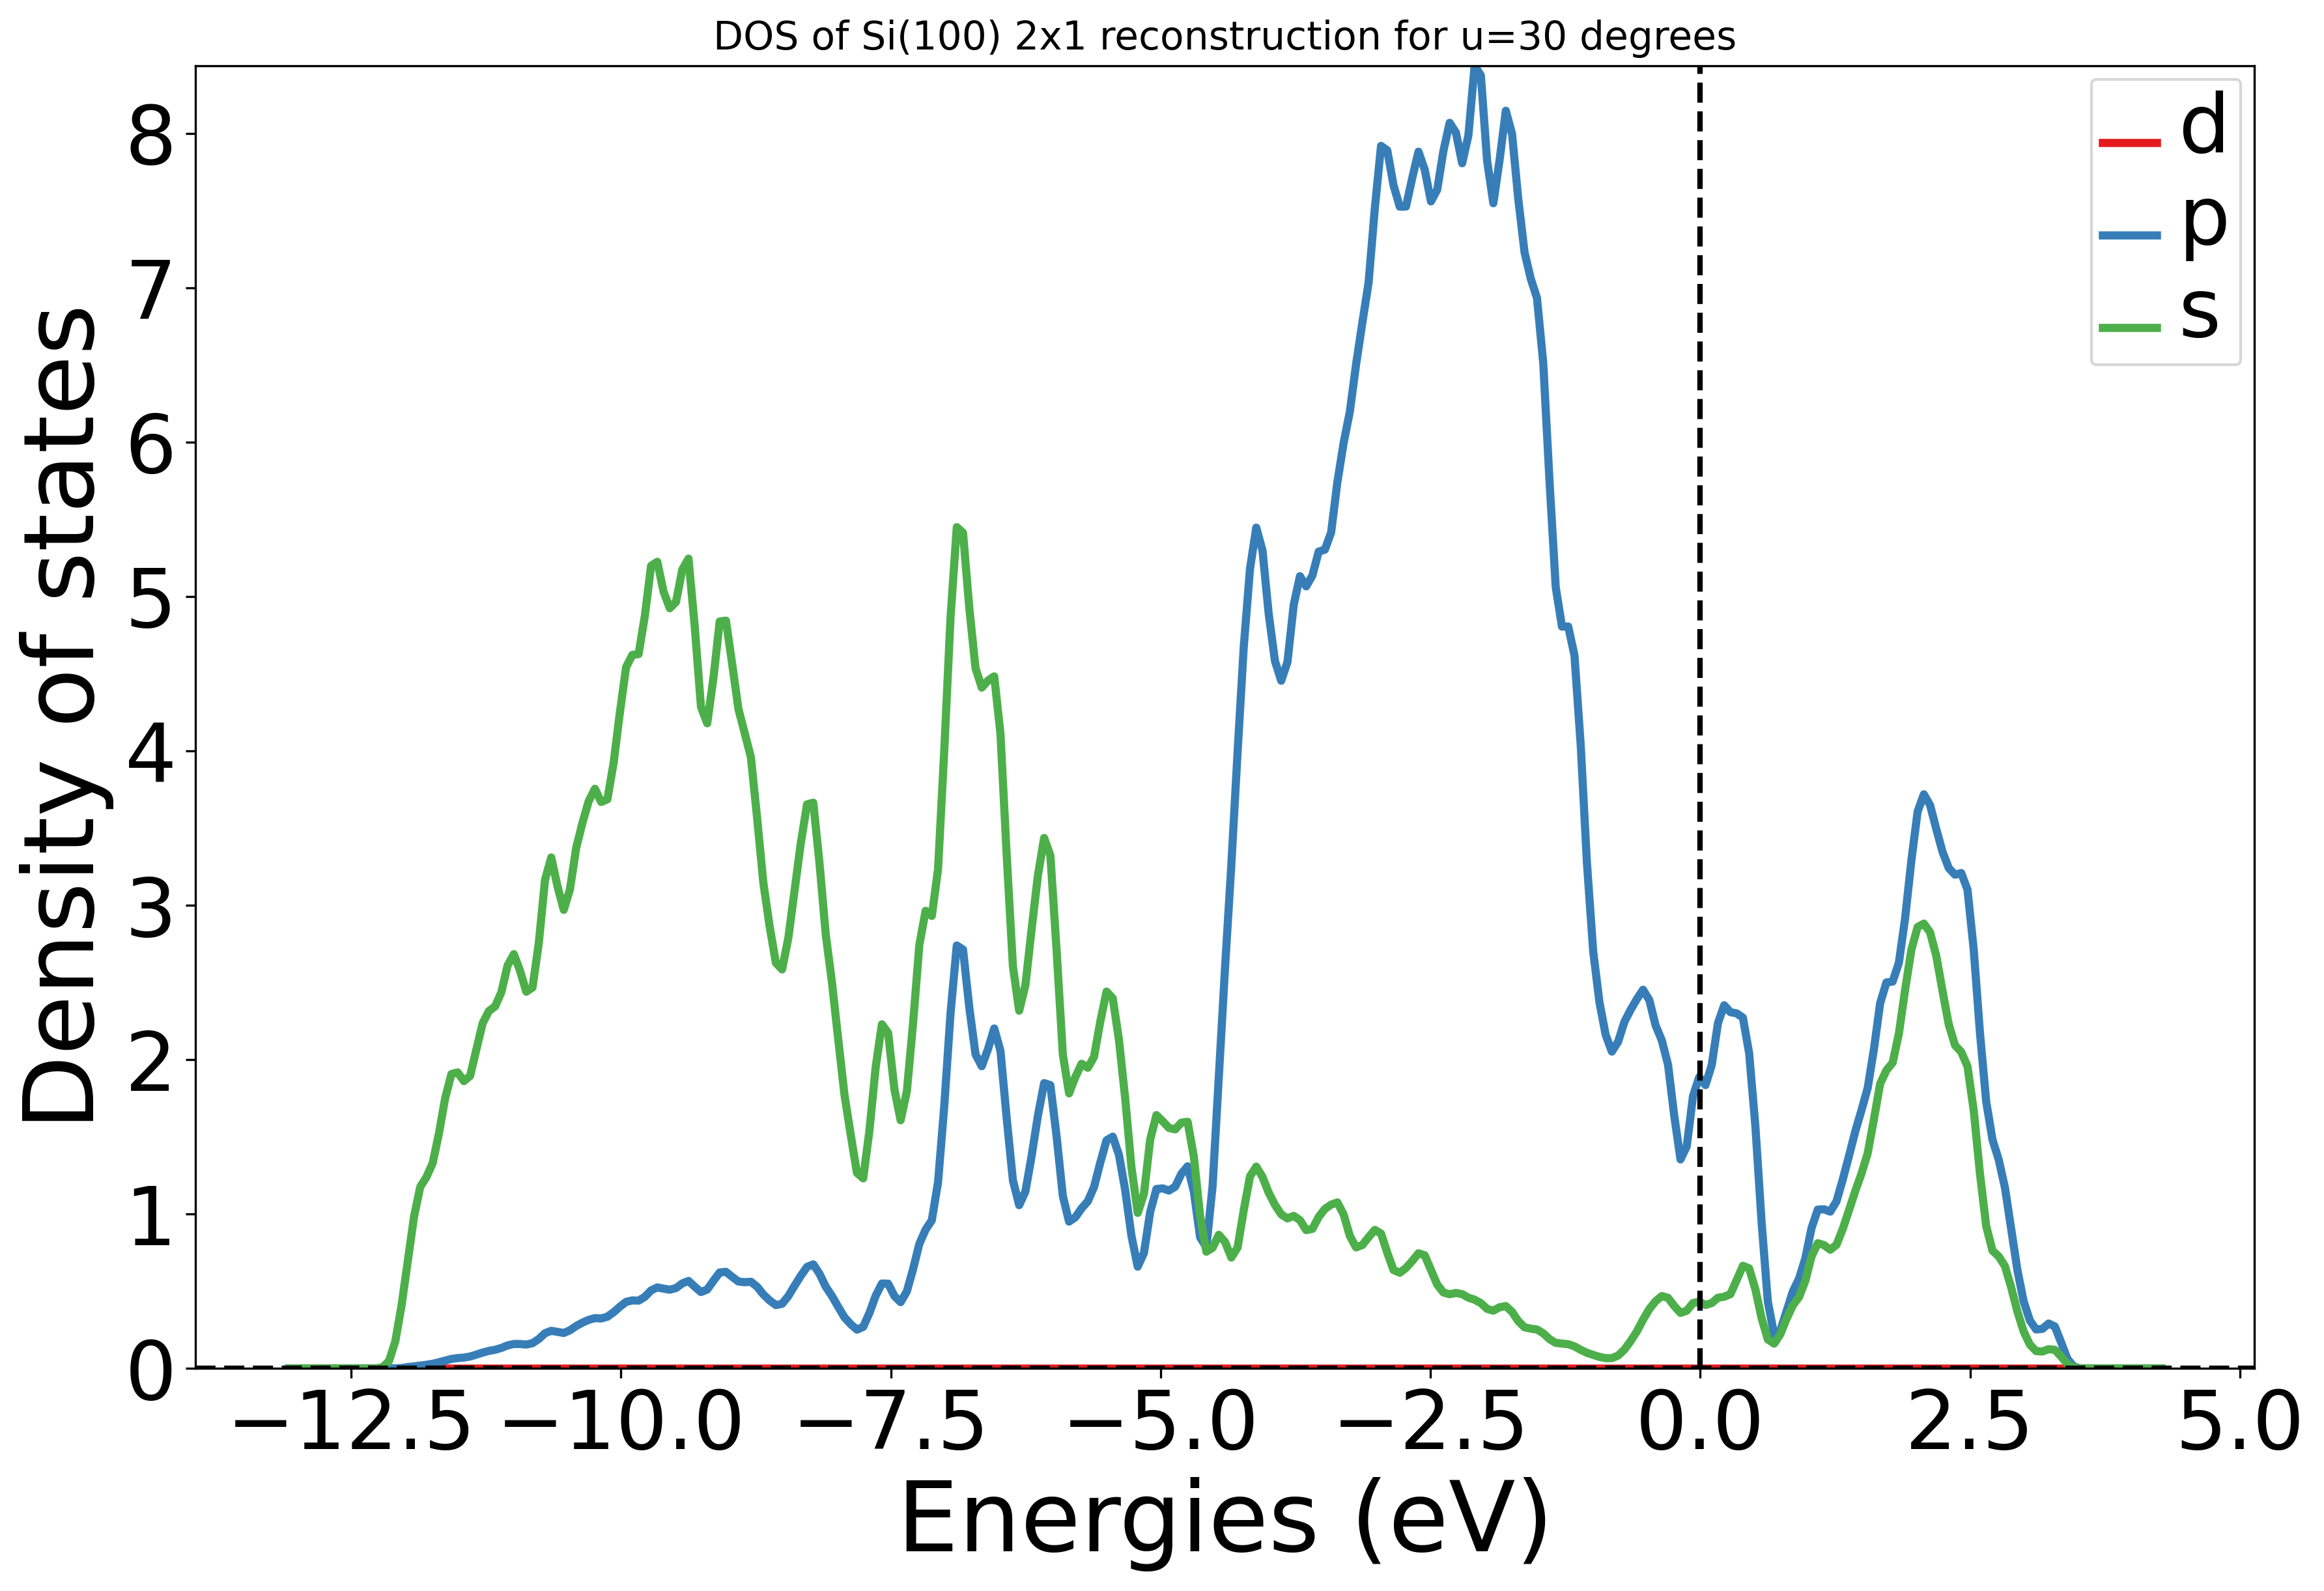 DOS of Si(100) 2x1 reconstruction for u=30 degrees
d
p
s
Density of states
8
7
6
5
4
3
2
1
0
−12.5 −10.0 −7.5 −5.0 −2.5 0.0 2.5 5.0
Energies (eV)